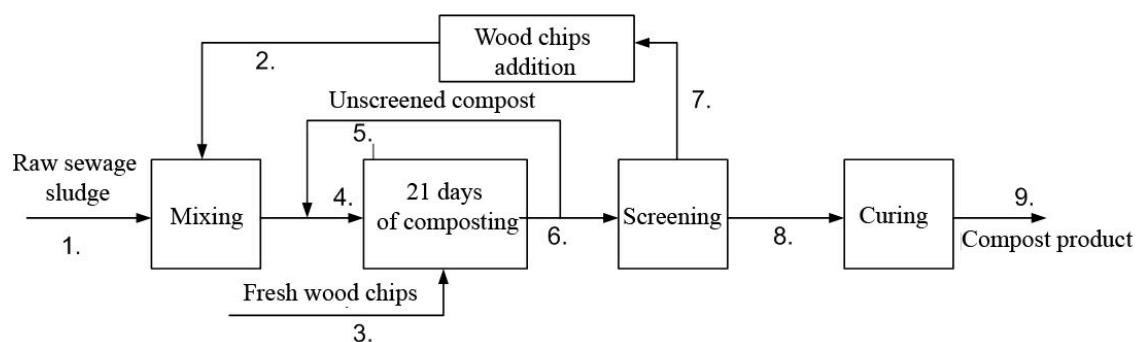 Wood chips
addition
2.
7.
Unscreened compost
5.
Raw sewage
sludge
1.
Mixing
4.
21 days
of composting
6.
Screening
8.
Curing
9.
Compost product
Fresh wood chips
3.